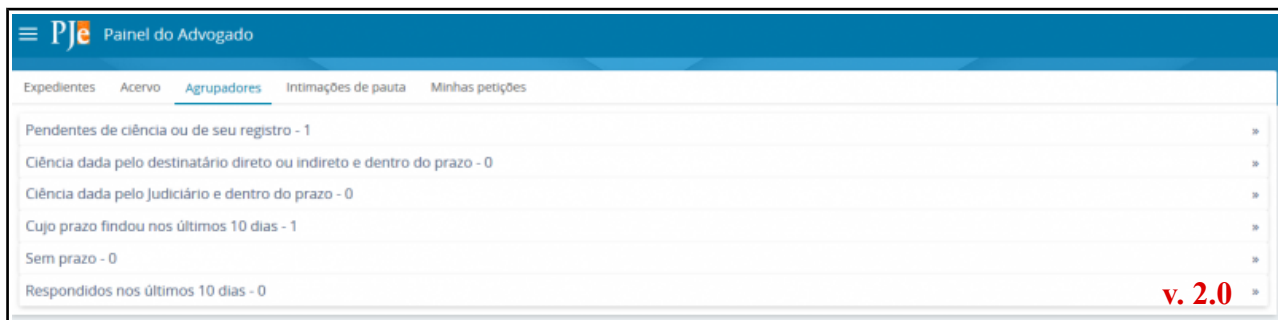 PJe Painel do Advogado
Expedientes Acervo Agrupadores Intimações de pauta Minhas petições
Pendentes de ciência ou de seu registro - 1 »
Ciência dada pelo destinatário direto ou indireto e dentro do prazo - 0 »
Ciência dada pelo Judiciário e dentro do prazo - 0 »
Cujo prazo findou nos últimos 10 dias - 1 »
Sem prazo - 0 »
Respondidos nos últimos 10 dias - 0 v. 2.0 »